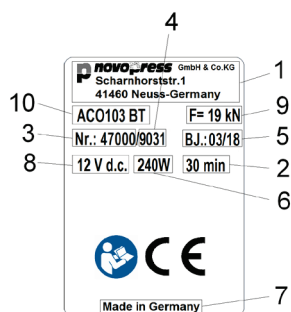 4
novopress GmbH & Co.KG
Scharnhorststr.1
41460 Neuss-Germany
1
10 ACO103 BT F= 19 kN 9
3 Nr.: 47000/9031 BJ.: 03/18 5
8 12 V d.c. 240W 30 min 2
6
CE
Made in Germany 7